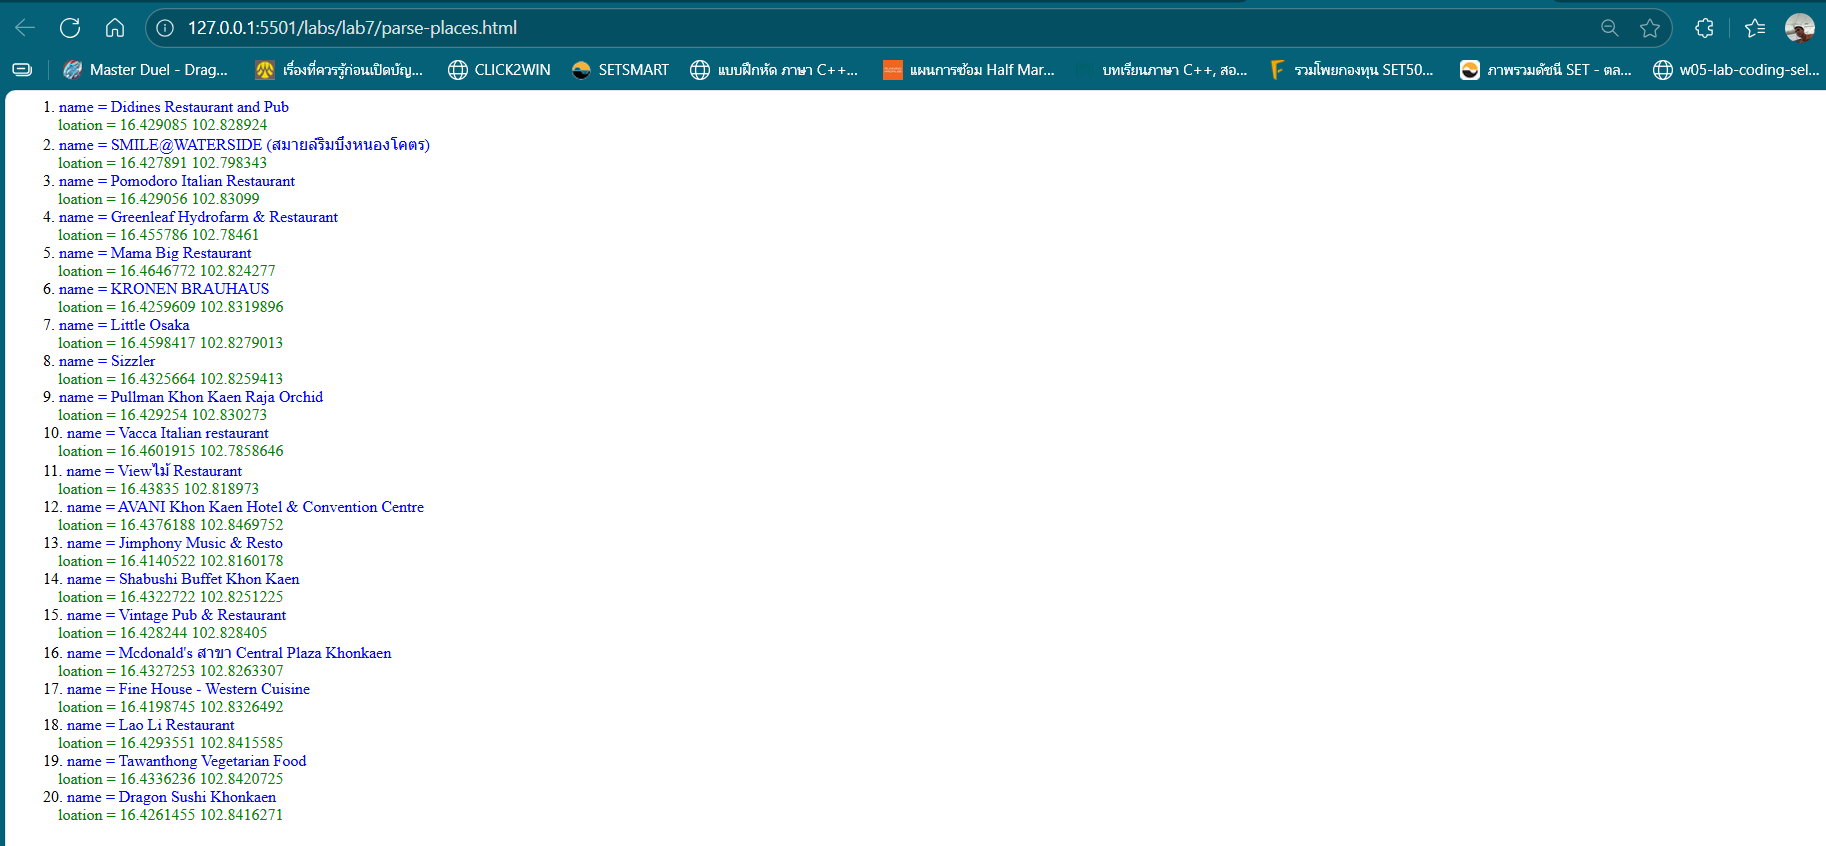 127.0.0.1:5501/labs/lab7/parse-places.html
Master Duel - Drag...
เรื่องที่ควรรู้ก่อนเปิดบัญ...
CLICK2WIN
SETSMART
แบบฝึกหัด ภาษา C++...
แผนการซ้อม Half Mar...
บทเรียนภาษา C++, สอ...
รวมโพยกองทุน SET50...
ภาพรวมดัชนี SET - ตล...
w05-lab-coding-sel...
1. name = Didines Restaurant and Pub
loation = 16.429085 102.828924
2. name = SMILE@WATERSIDE (สมายล์ริมบึงหนองโคตร)
loation = 16.427891 102.798343
3. name = Pomodoro Italian Restaurant
loation = 16.429056 102.83099
4. name = Greenleaf Hydrofarm & Restaurant
loation = 16.455786 102.78461
5. name = Mama Big Restaurant
loation = 16.4646772 102.824277
6. name = KRONEN BRAUHAUS
loation = 16.4259609 102.8319896
7. name = Little Osaka
loation = 16.4598417 102.8279013
8. name = Sizzler
loation = 16.4325664 102.8259413
9. name = Pullman Khon Kaen Raja Orchid
loation = 16.429254 102.830273
10. name = Vacca Italian restaurant
loation = 16.4601915 102.7858646
11. name = Viewไม้ Restaurant
loation = 16.43835 102.818973
12. name = AVANI Khon Kaen Hotel & Convention Centre
loation = 16.4376188 102.8469752
13. name = Jimphony Music & Resto
loation = 16.4140522 102.8160178
14. name = Shabushi Buffet Khon Kaen
loation = 16.4322722 102.8251225
15. name = Vintage Pub & Restaurant
loation = 16.428244 102.828405
16. name = Mcdonald's สาขา Central Plaza Khonkaen
loation = 16.4327253 102.8263307
17. name = Fine House - Western Cuisine
loation = 16.4198745 102.8326492
18. name = Lao Li Restaurant
loation = 16.4293551 102.8415585
19. name = Tawanthong Vegetarian Food
loation = 16.4336236 102.8420725
20. name = Dragon Sushi Khonkaen
loation = 16.4261455 102.8416271